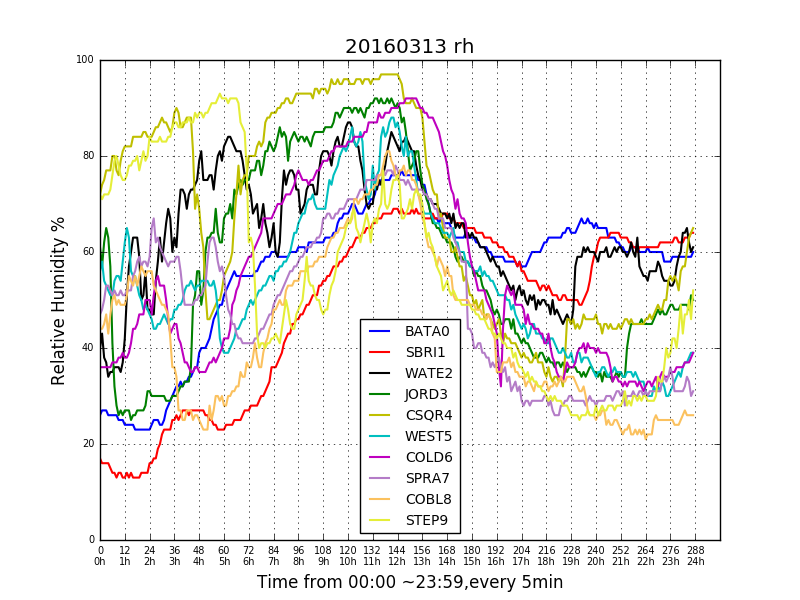 20160313 rh
100
80
60
40
20
0
Relative Humidity %
BATA0
SBRI1
WATE2
JORD3
CSQR4
WEST5
COLD6
SPRA7
COBL8
STEP9
0 12 24 36 48 60 72 84 96 108 120 132 144 156 168 180 192 204 216 228 240 252 264 276 288
0h 1h 2h 3h 4h 5h 6h 7h 8h 9h 10h 11h 12h 13h 14h 15h 16h 17h 18h 19h 20h 21h 22h 23h 24h
Time from 00:00 ~23:59,every 5min